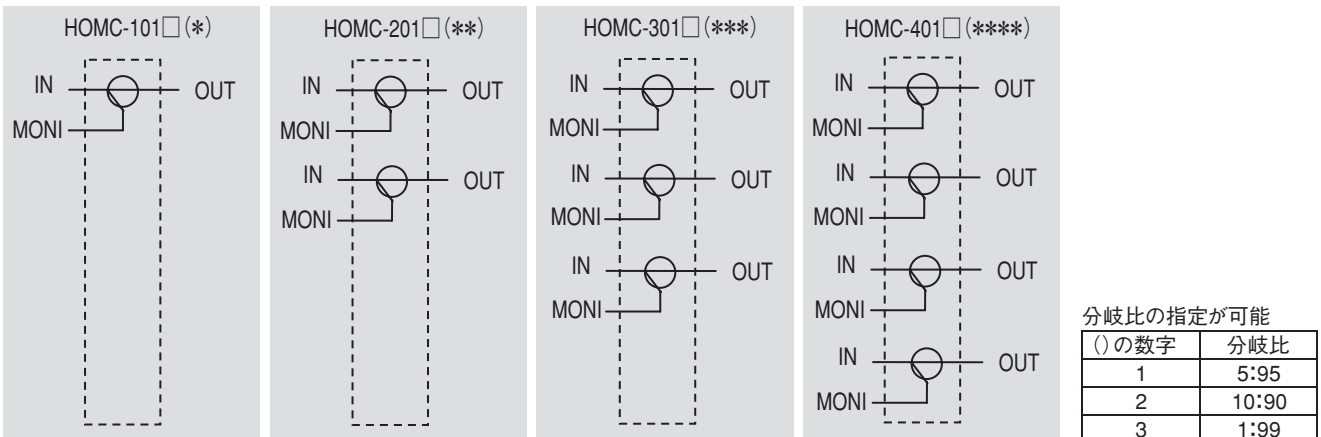 HOMC-101□(*)
IN
OUT
MONI
HOMC-201□(**)
IN
OUT
MONI
IN
OUT
MONI
HOMC-301□(***)
IN
OUT
MONI
IN
OUT
MONI
IN
OUT
MONI
HOMC-401□(****)
IN
OUT
MONI
IN
OUT
MONI
IN
OUT
MONI
IN
OUT
MONI
分岐比の指定が可能
()の数字 分岐比
1 5:95
2 10:90
3 1:99